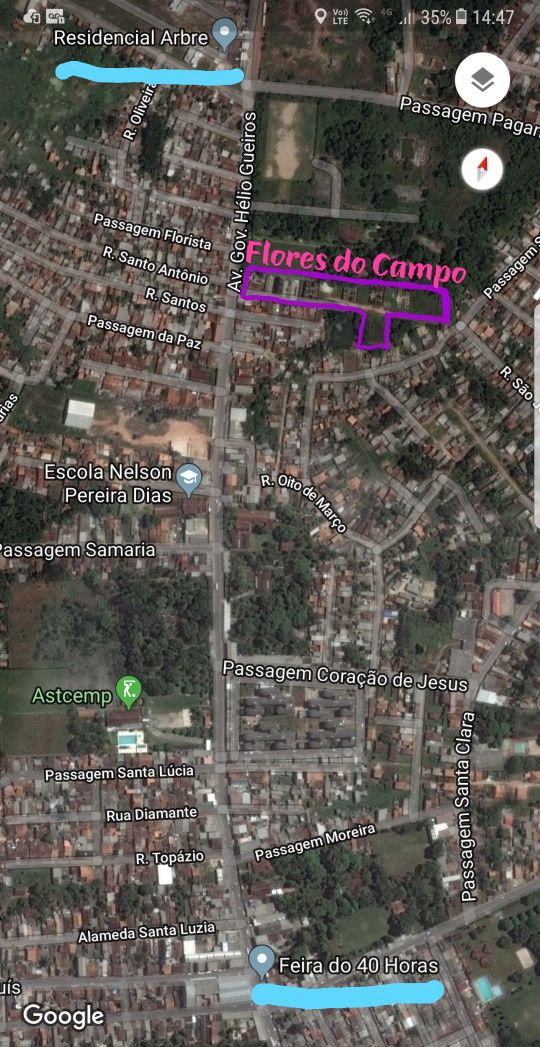 Vo)) LTE 4G 35% 14:47
Residencial Arbre
R. Oliveira
Passagem Pagan
Av. Gov. Hélio Gueiros
Passagem Florista
Flores do Campo
R. Santo Antônio
Passagem S
R. Santos
Passagem da Paz
R. São J
arias
Escola Nelson
Pereira Dias
R. Oito de Março
Passagem Samaria
Passagem Coração de Jesus
Astcemp
Passagem Santa Clara
Passagem Santa Lúcia
Rua Diamante
Passagem Moreira
R. Topázio
Alameda Santa Luzia
Feira do 40 Horas
uís
Google